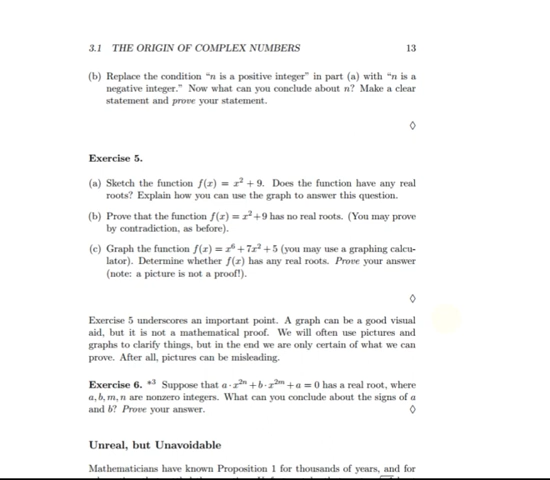 3.1 THE ORIGIN OF COMPLEX NUMBERS 13
(b) Replace the condition “n is a positive integer” in part (a) with “n is a
negative integer.” Now what can you conclude about n? Make a clear
statement and prove your statement.
◊
Exercise 5.
(a) Sketch the function f(x) = x² + 9. Does the function have any real
roots? Explain how you can use the graph to answer this question.
(b) Prove that the function f(x) = x² + 9 has no real roots. (You may prove
by contradiction, as before).
(c) Graph the function f(x) = x⁶ + 7x² + 5 (you may use a graphing calcu-
lator). Determine whether f(x) has any real roots. Prove your answer
(note: a picture is not a proof!).
◊
Exercise 5 underscores an important point. A graph can be a good visual
aid, but it is not a mathematical proof. We will often use pictures and
graphs to clarify things, but in the end we are only certain of what we can
prove. After all, pictures can be misleading.
Exercise 6. *3 Suppose that a · x²ⁿ + b · x²ᵐ + a = 0 has a real root, where
a, b, m, n are nonzero integers. What can you conclude about the signs of a
and b? Prove your answer. ◊
Unreal, but Unavoidable
Mathematicians have known Proposition 1 for thousands of years, and for